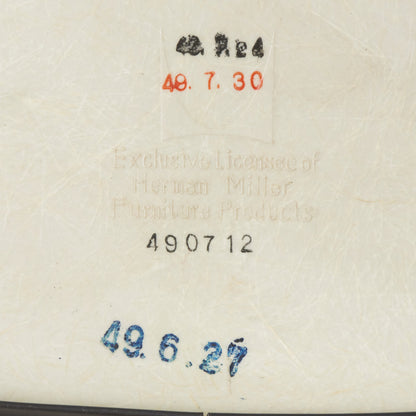 49. 7. 30
Exclusive Licensee of
Herman Miller
Furniture Products
490712
49. 6. 27